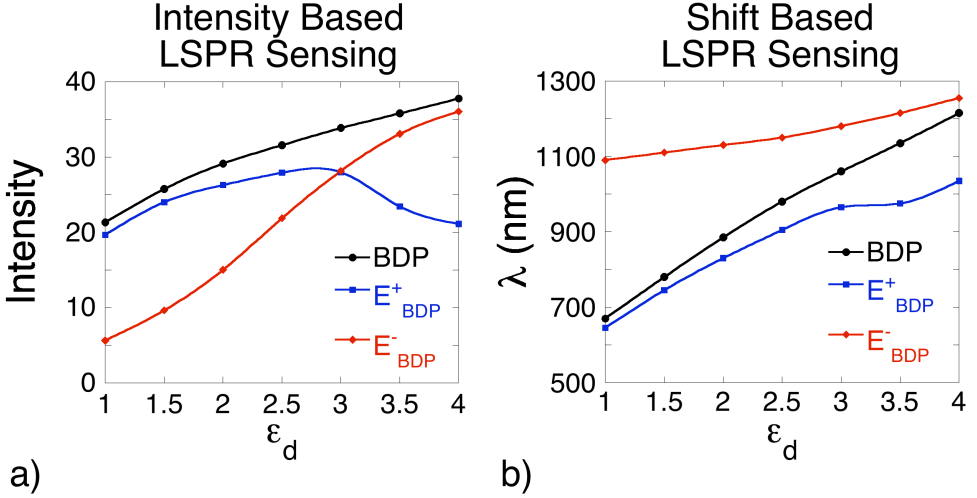 Intensity Based
LSPR Sensing
40
30
20
10
0
Intensity
BDP
E+BDP
E-BDP
1 1.5 2 2.5 3 3.5 4
εd
a)
Shift Based
LSPR Sensing
1300
1100
900
700
500
λ (nm)
BDP
E+BDP
E-BDP
1 1.5 2 2.5 3 3.5 4
εd
b)